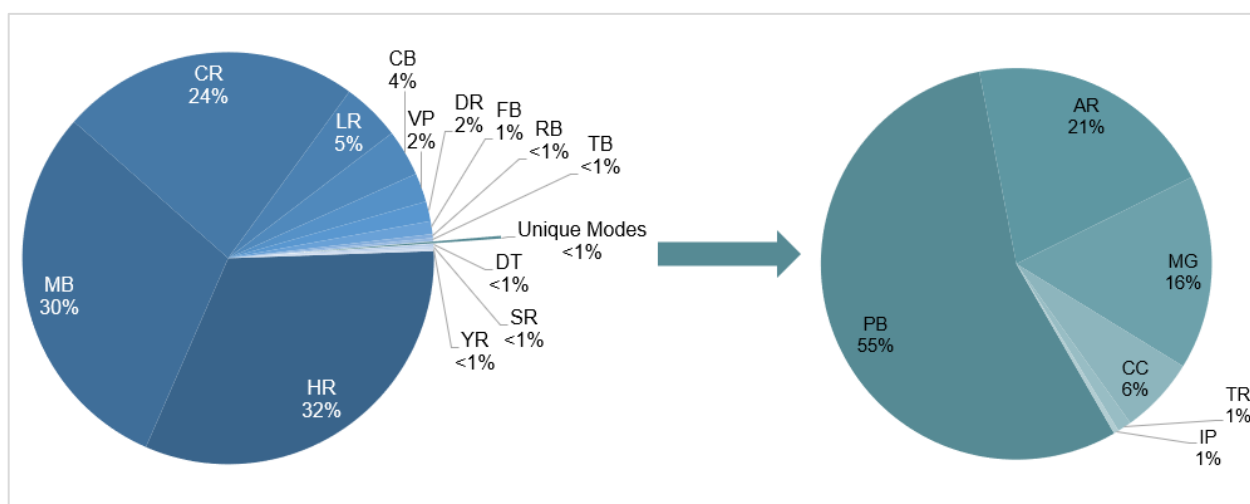 CR
24%
LR
5%
CB
4%
VP
2%
DR
2%
FB
1%
RB
<1%
TB
<1%
Unique Modes
<1%
DT
<1%
SR
<1%
YR
<1%
HR
32%
MB
30%
AR
21%
MG
16%
CC
6%
TR
1%
IP
1%
PB
55%